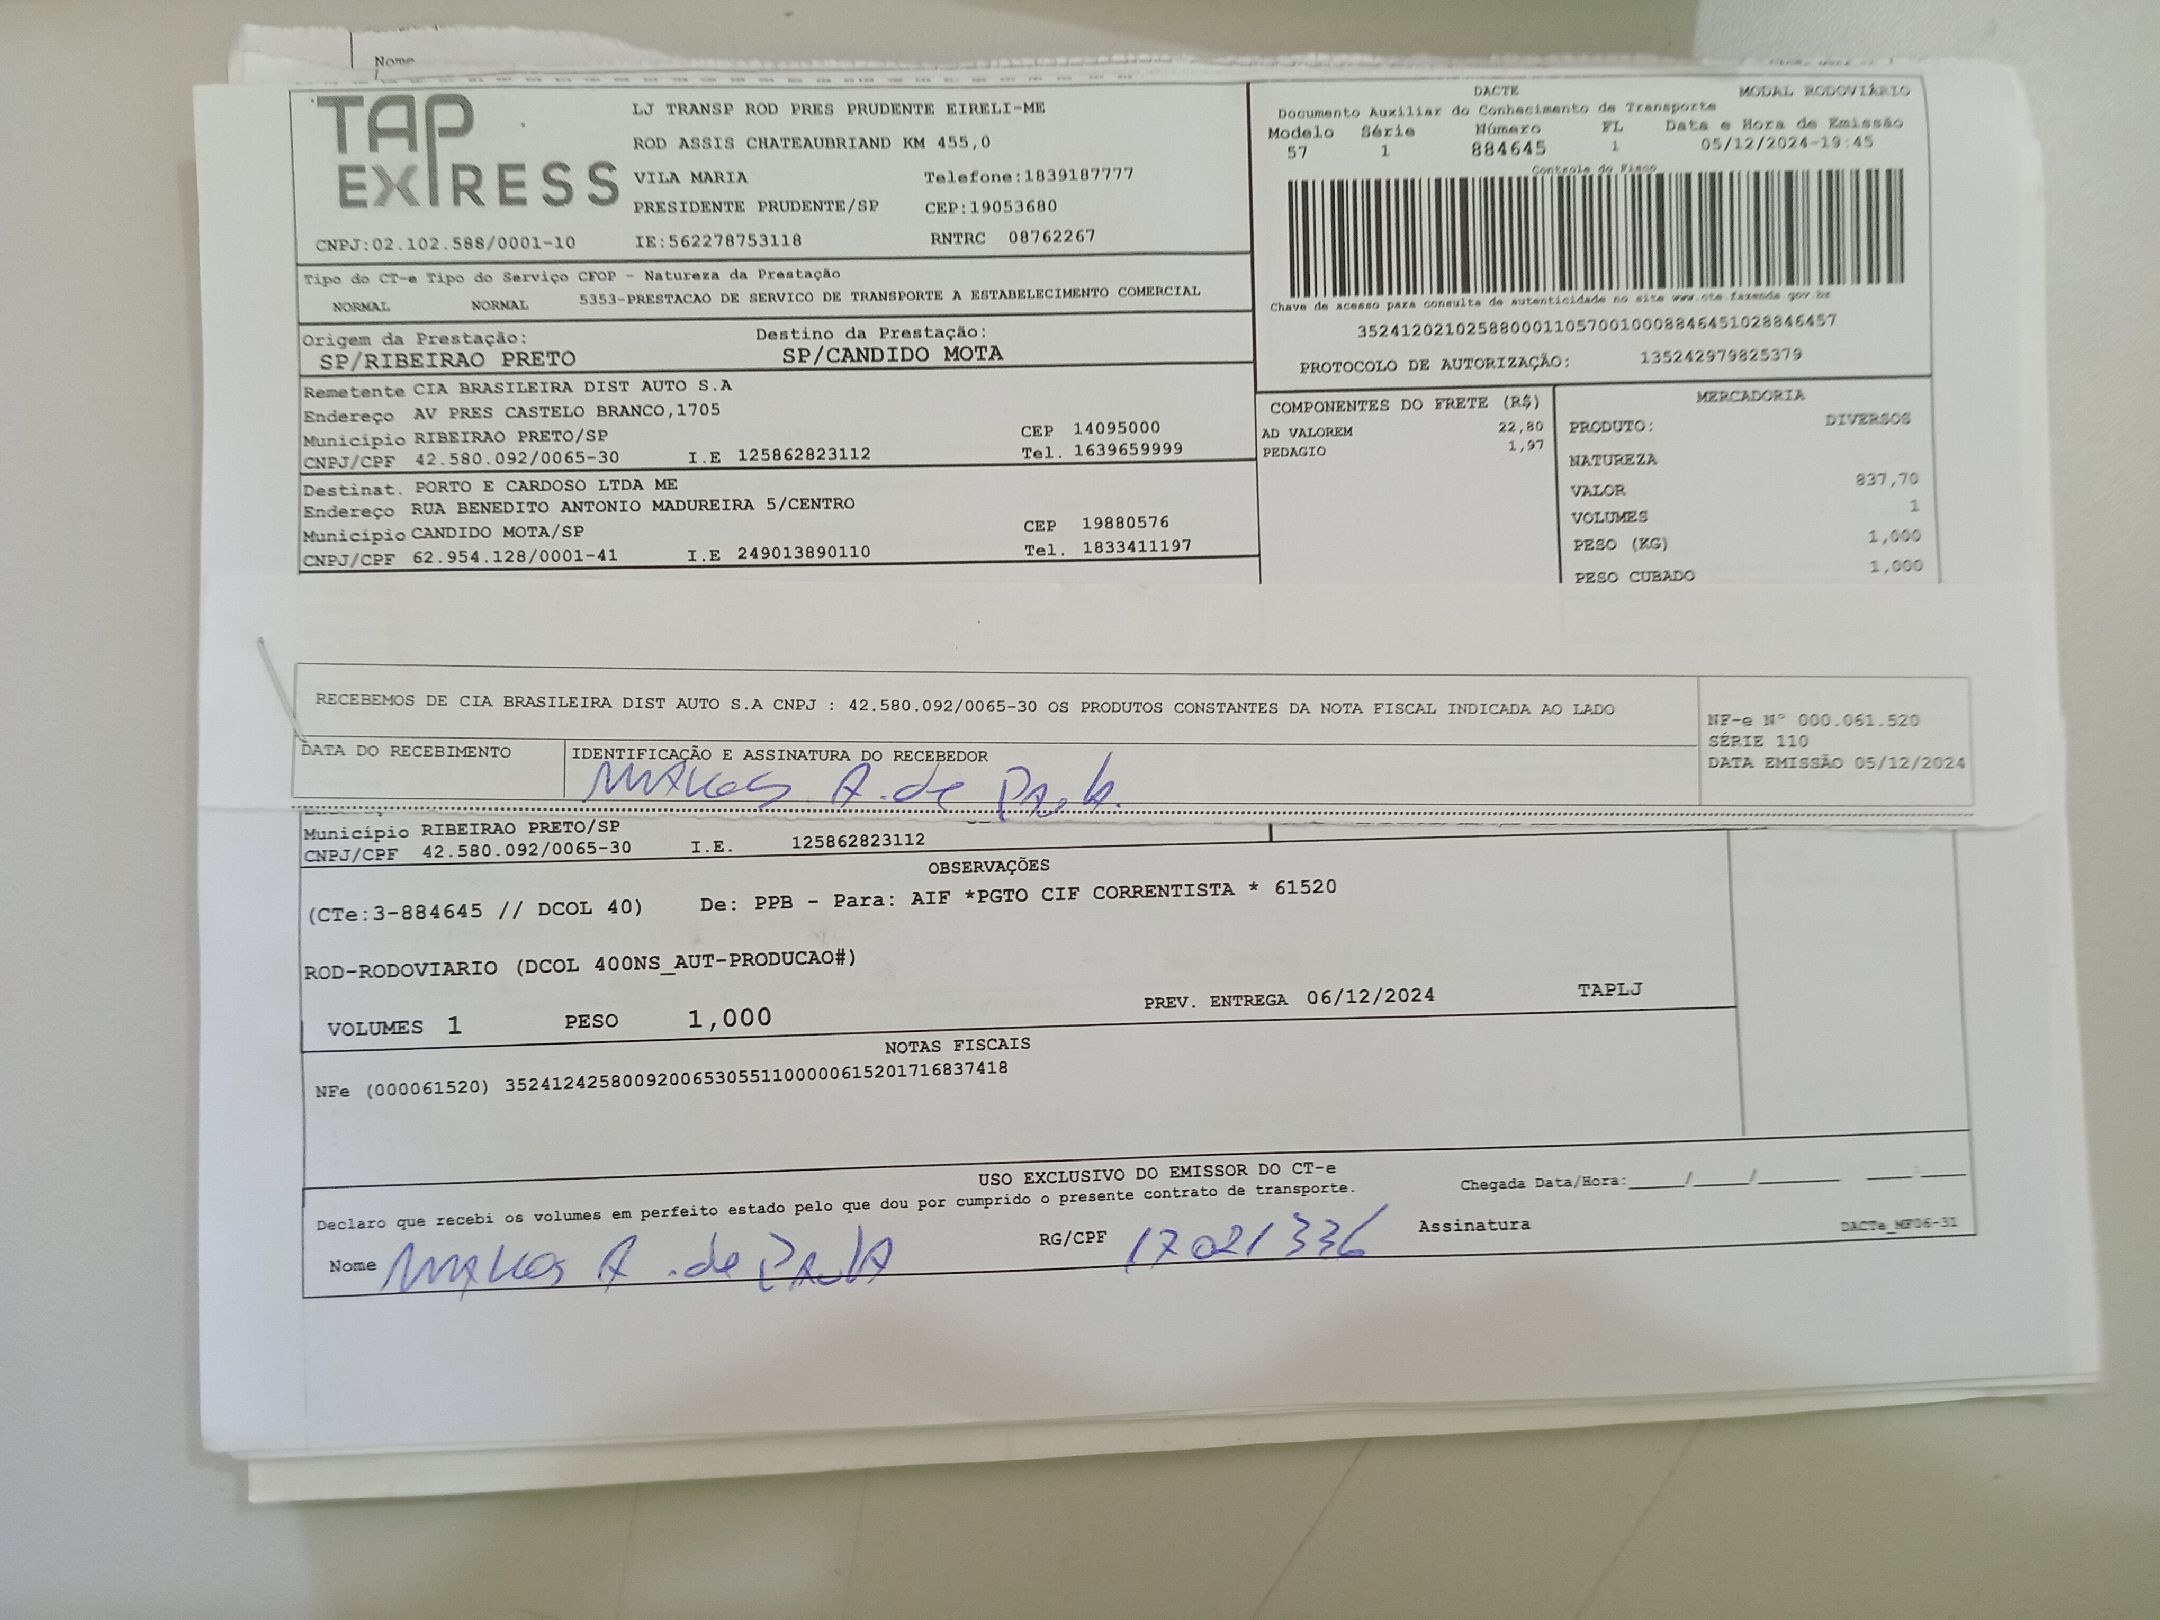 Nome
TAP EXPRESS
LJ TRANSP ROD PRES PRUDENTE EIRELI-ME
ROD ASSIS CHATEAUBRIAND KM 455,0
VILA MARIA Telefone:1839187777
PRESIDENTE PRUDENTE/SP CEP:19053680
CNPJ:02.102.588/0001-10 IE:562278753118 RNTRC 08762267
DACTE MODAL RODOVIÁRIO
Documento Auxiliar do Conhecimento de Transporte
Modelo Série Número FL Data e Hora de Emissão
57 1 884645 1 05/12/2024-19:45
Controle do Fisco
Chave de acesso para consulta de autenticidade no site www.cte.fazenda.gov.br
35241202102588000110570010008846451028846457
PROTOCOLO DE AUTORIZAÇÃO: 135242979825379
Tipo do CT-e Tipo do Serviço CFOP - Natureza da Prestação
NORMAL NORMAL 5353-PRESTACAO DE SERVICO DE TRANSPORTE A ESTABELECIMENTO COMERCIAL
Origem da Prestação: Destino da Prestação:
SP/RIBEIRAO PRETO SP/CANDIDO MOTA
Remetente CIA BRASILEIRA DIST AUTO S.A
Endereço AV PRES CASTELO BRANCO,1705
Município RIBEIRAO PRETO/SP CEP 14095000
CNPJ/CPF 42.580.092/0065-30 I.E 125862823112 Tel. 1639659999
Destinat. PORTO E CARDOSO LTDA ME
Endereço RUA BENEDITO ANTONIO MADUREIRA 5/CENTRO
Município CANDIDO MOTA/SP CEP 19880576
CNPJ/CPF 62.954.128/0001-41 I.E 249013890110 Tel. 1833411197
COMPONENTES DO FRETE (R$)
AD VALOREM 22,80
PEDAGIO 1,97
MERCADORIA
PRODUTO: DIVERSOS
NATUREZA
VALOR 837,70
VOLUMES 1
PESO (KG) 1,000
PESO CUBADO 1,000
RECEBEMOS DE CIA BRASILEIRA DIST AUTO S.A CNPJ : 42.580.092/0065-30 OS PRODUTOS CONSTANTES DA NOTA FISCAL INDICADA AO LADO
NF-e Nº 000.061.520
SÉRIE 110
DATA EMISSÃO 05/12/2024
DATA DO RECEBIMENTO IDENTIFICAÇÃO E ASSINATURA DO RECEBEDOR
Marcos A. de Paula
Município RIBEIRAO PRETO/SP
CNPJ/CPF 42.580.092/0065-30 I.E. 125862823112
OBSERVAÇÕES
(CTe:3-884645 // DCOL 40) De: PPB - Para: AIF *PGTO CIF CORRENTISTA * 61520
ROD-RODOVIARIO (DCOL 400NS_AUT-PRODUCAO#)
VOLUMES 1 PESO 1,000 PREV. ENTREGA 06/12/2024 TAPLJ
NOTAS FISCAIS
NFe (000061520) 35241242580092006530551100000615201716837418
USO EXCLUSIVO DO EMISSOR DO CT-e
Declaro que recebi os volumes em perfeito estado pelo que dou por cumprido o presente contrato de transporte. Chegada Data/Hora:_____/_____/_______ ____:____
Nome Marcos A. de Paula RG/CPF 17021336 Assinatura DACTe_MF06-31